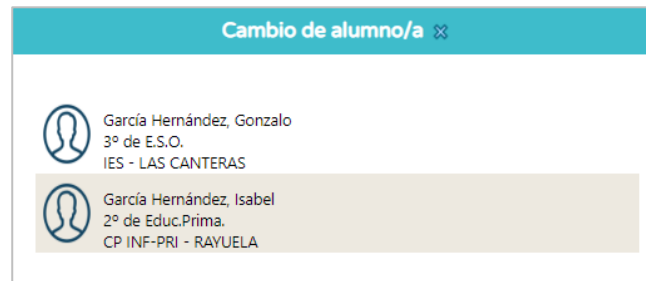 Cambio de alumno/a
García Hernández, Gonzalo
3º de E.S.O.
IES - LAS CANTERAS
García Hernández, Isabel
2º de Educ.Prima.
CP INF-PRI - RAYUELA